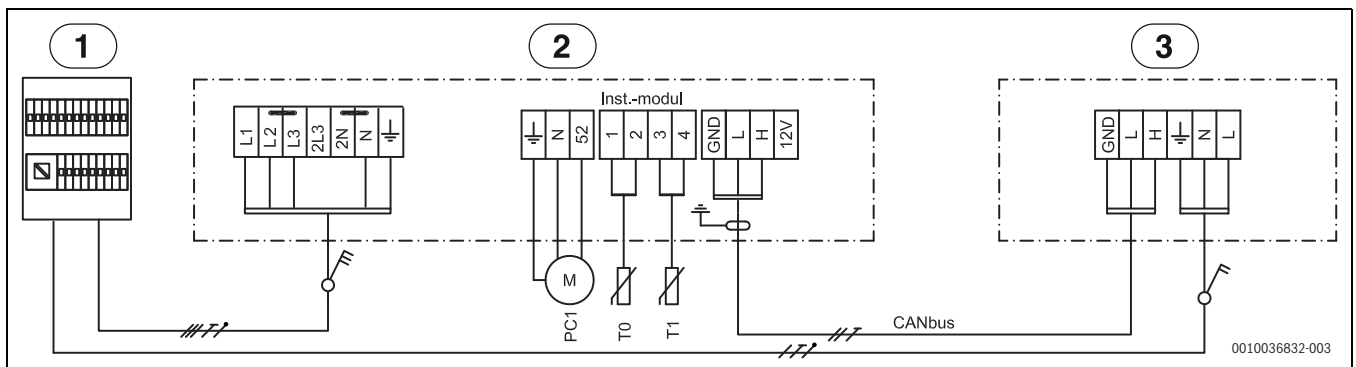 1
2
3
Inst.-modul
L1
L2
L3
2L3
2N
N
N
52
1
2
3
4
GND
L
H
12V
GND
L
H
N
L
M
PC1
T0
T1
CANbus
0010036832-003